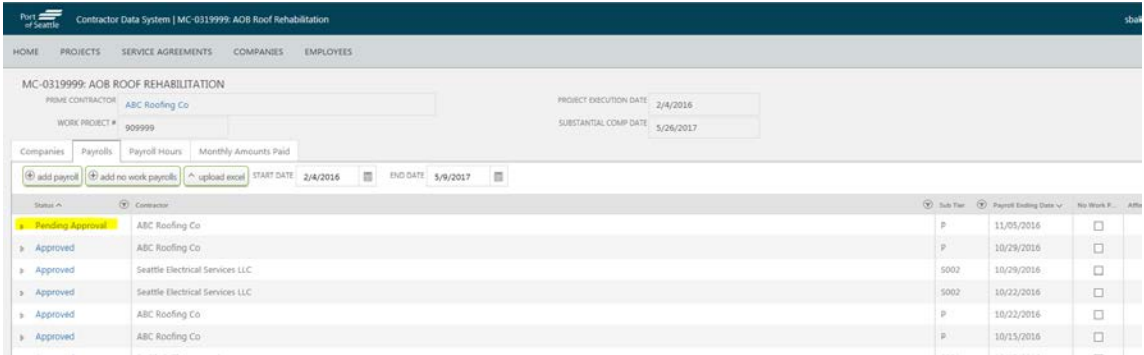 Port of Seattle Contractor Data System | MC-0319999: AOB Roof Rehabilitation sbak
HOME PROJECTS SERVICE AGREEMENTS COMPANIES EMPLOYEES
MC-0319999: AOB ROOF REHABILITATION
PRIME CONTRACTOR ABC Roofing Co PROJECT EXECUTION DATE 2/4/2016
WORK PROJECT # 909999 SUBSTANTIAL COMP DATE 5/26/2017
Companies Payrolls Payroll Hours Monthly Amounts Paid
add payroll add no work payrolls upload excel START DATE 2/4/2016 END DATE 5/9/2017
Status Contractor Sub Tier Payroll Ending Date No Work P...
Pending Approval ABC Roofing Co P 11/05/2016
Approved ABC Roofing Co P 10/29/2016
Approved Seattle Electrical Services LLC S002 10/29/2016
Approved Seattle Electrical Services LLC S002 10/22/2016
Approved ABC Roofing Co P 10/22/2016
Approved ABC Roofing Co P 10/15/2016